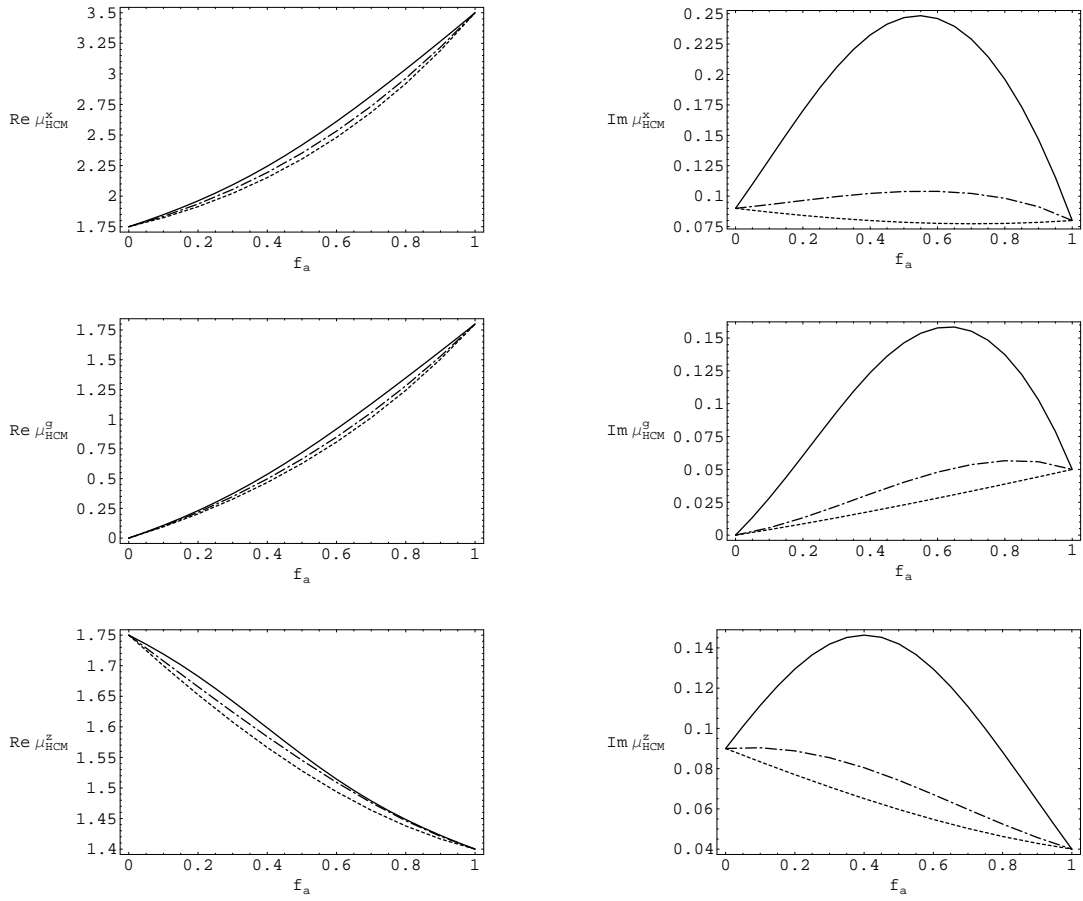 3.5
3.25
3
2.75
Re μ^x_HCM
2.5
2.25
2
1.75
0 0.2 0.4 0.6 0.8 1
f_a
0.25
0.225
0.2
0.175
Im μ^x_HCM
0.15
0.125
0.1
0.075
0 0.2 0.4 0.6 0.8 1
f_a
1.75
1.5
1.25
Re μ^g_HCM
1
0.75
0.5
0.25
0
0 0.2 0.4 0.6 0.8 1
f_a
0.15
0.125
0.1
Im μ^g_HCM
0.075
0.05
0.025
0
0 0.2 0.4 0.6 0.8 1
f_a
1.75
1.7
1.65
Re μ^z_HCM
1.6
1.55
1.5
1.45
1.4
0 0.2 0.4 0.6 0.8 1
f_a
0.14
0.12
Im μ^z_HCM
0.1
0.08
0.06
0.04
0 0.2 0.4 0.6 0.8 1
f_a